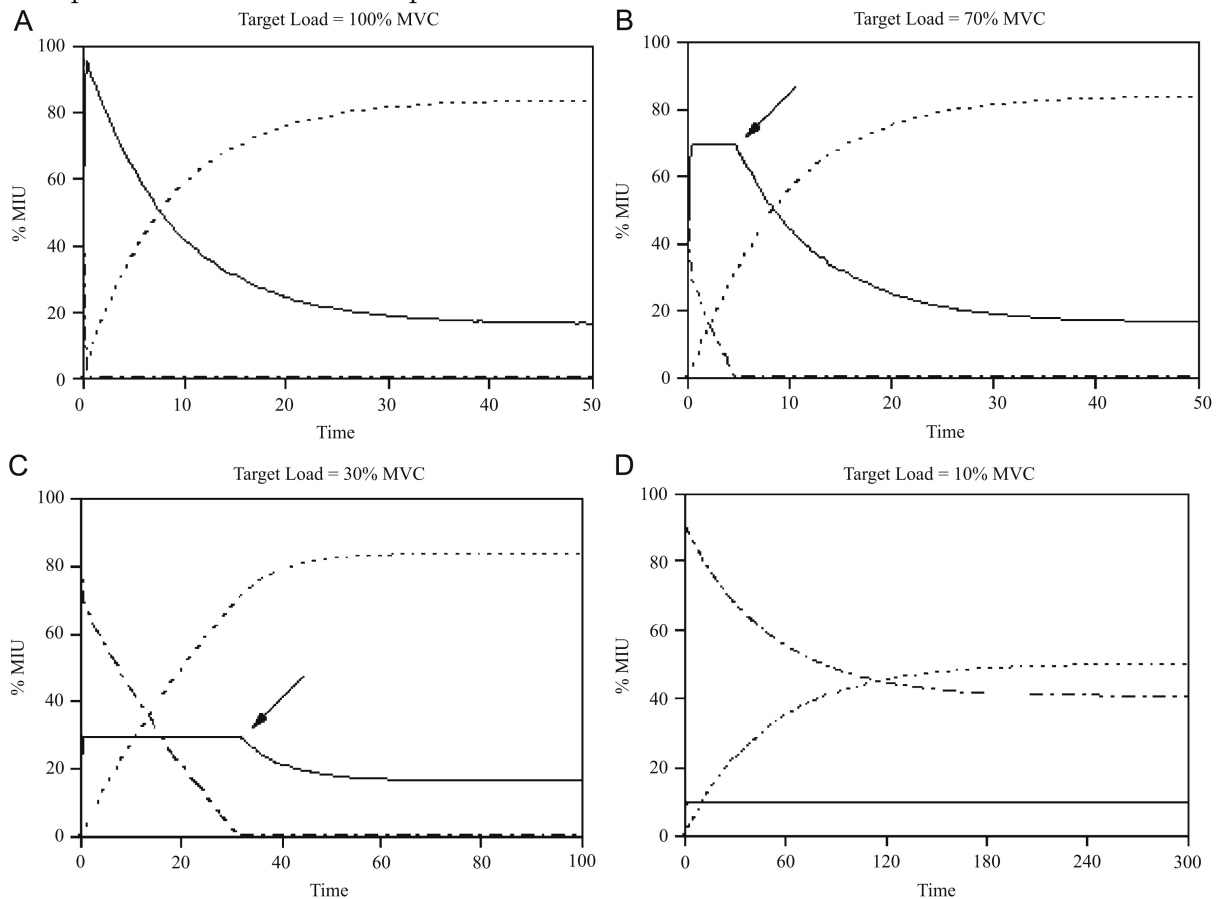 A
Target Load = 100% MVC
100
80
60
40
20
0
% MIU
0 10 20 30 40 50
Time
B
Target Load = 70% MVC
100
80
60
40
20
0
% MIU
0 10 20 30 40 50
Time
C
Target Load = 30% MVC
100
80
60
40
20
0
% MIU
0 20 40 60 80 100
Time
D
Target Load = 10% MVC
100
80
60
40
20
0
% MIU
0 60 120 180 240 300
Time